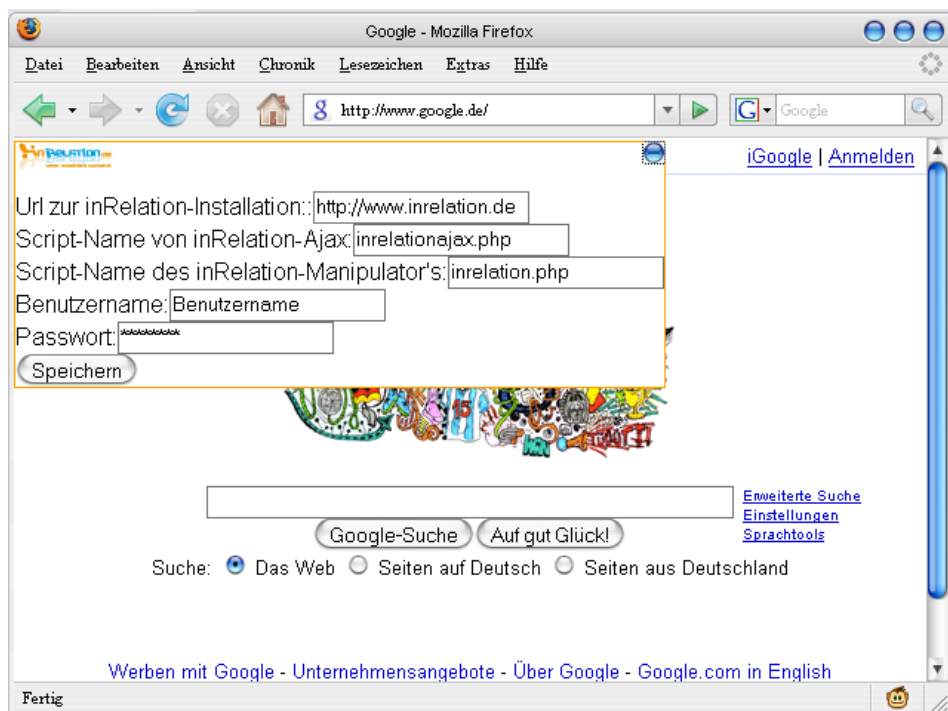 Google - Mozilla Firefox
Datei Bearbeiten Ansicht Chronik Lesezeichen Extras Hilfe
http://www.google.de/ Google
inRelation.de
iGoogle | Anmelden
Url zur inRelation-Installation:: http://www.inrelation.de
Script-Name von inRelation-Ajax: inrelationajax.php
Script-Name des inRelation-Manipulator's: inrelation.php
Benutzername: Benutzername
Passwort: *********
Speichern
15
Erweiterte Suche
Einstellungen
Sprachtools
Google-Suche Auf gut Glück!
Suche: Das Web Seiten auf Deutsch Seiten aus Deutschland
Werben mit Google - Unternehmensangebote - Über Google - Google.com in English
Fertig